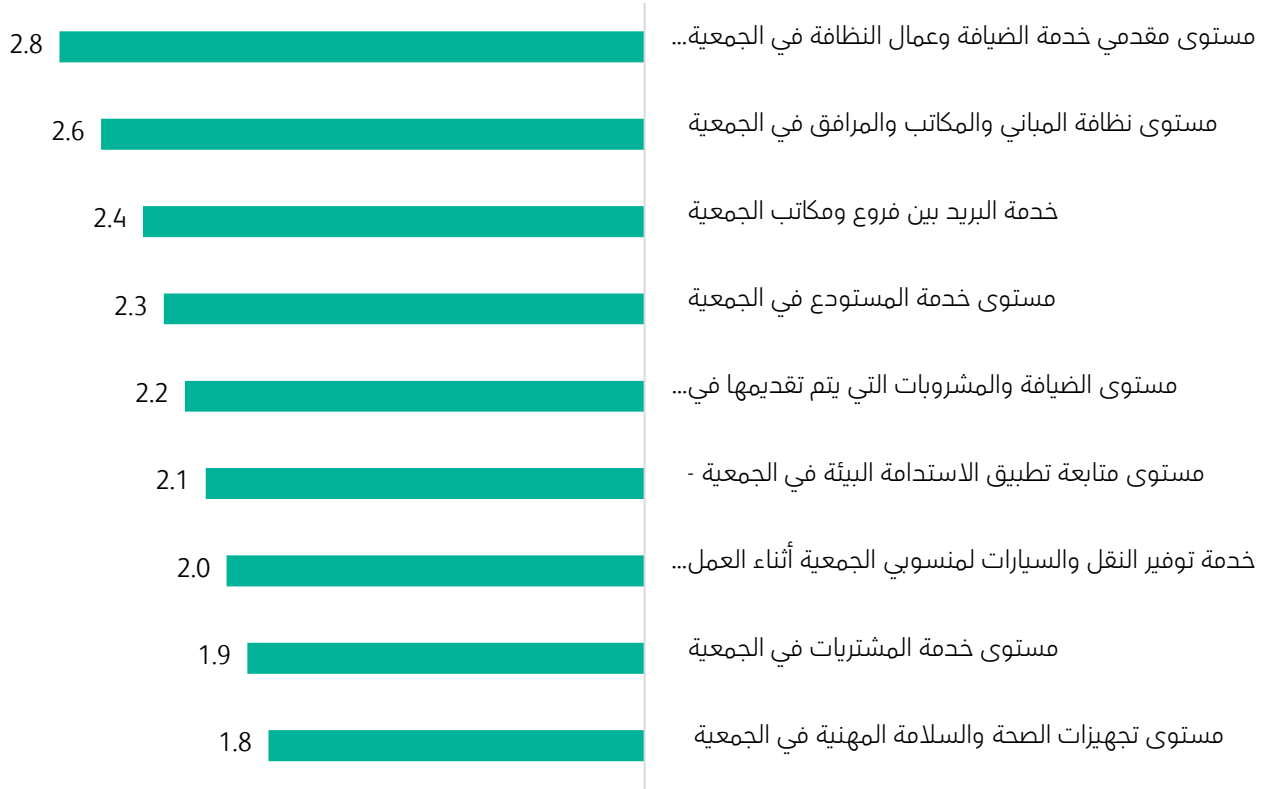 مستوى مقدمي خدمة الضيافة وعمال النظافة في الجمعية...
2.8
مستوى نظافة المباني والمكاتب والمرافق في الجمعية
2.6
خدمة البريد بين فروع ومكاتب الجمعية
2.4
مستوى خدمة المستودع في الجمعية
2.3
مستوى الضيافة والمشروبات التي يتم تقديمها في...
2.2
مستوى متابعة تطبيق الاستدامة البيئة في الجمعية -
2.1
خدمة توفير النقل والسيارات لمنسوبي الجمعية أثناء العمل...
2.0
مستوى خدمة المشتريات في الجمعية
1.9
مستوى تجهيزات الصحة والسلامة المهنية في الجمعية
1.8